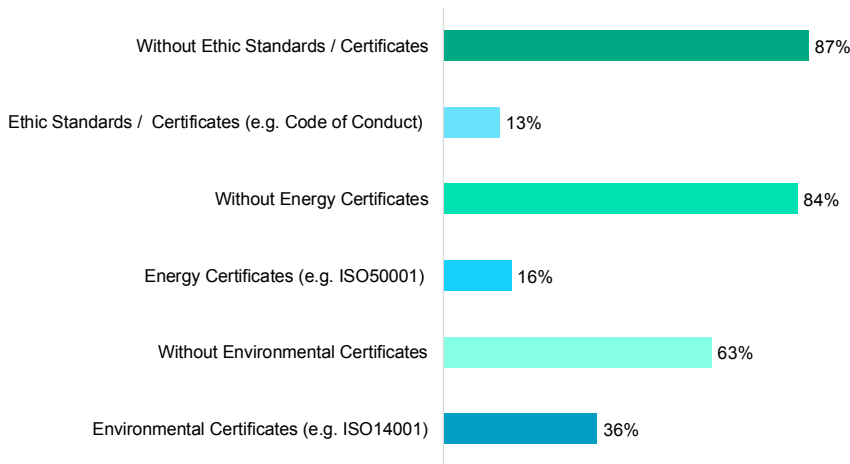 Without Ethic Standards / Certificates 87%
Ethic Standards /  Certificates (e.g. Code of Conduct) 13%
Without Energy Certificates 84%
Energy Certificates (e.g. ISO50001) 16%
Without Environmental Certificates 63%
Environmental Certificates (e.g. ISO14001) 36%